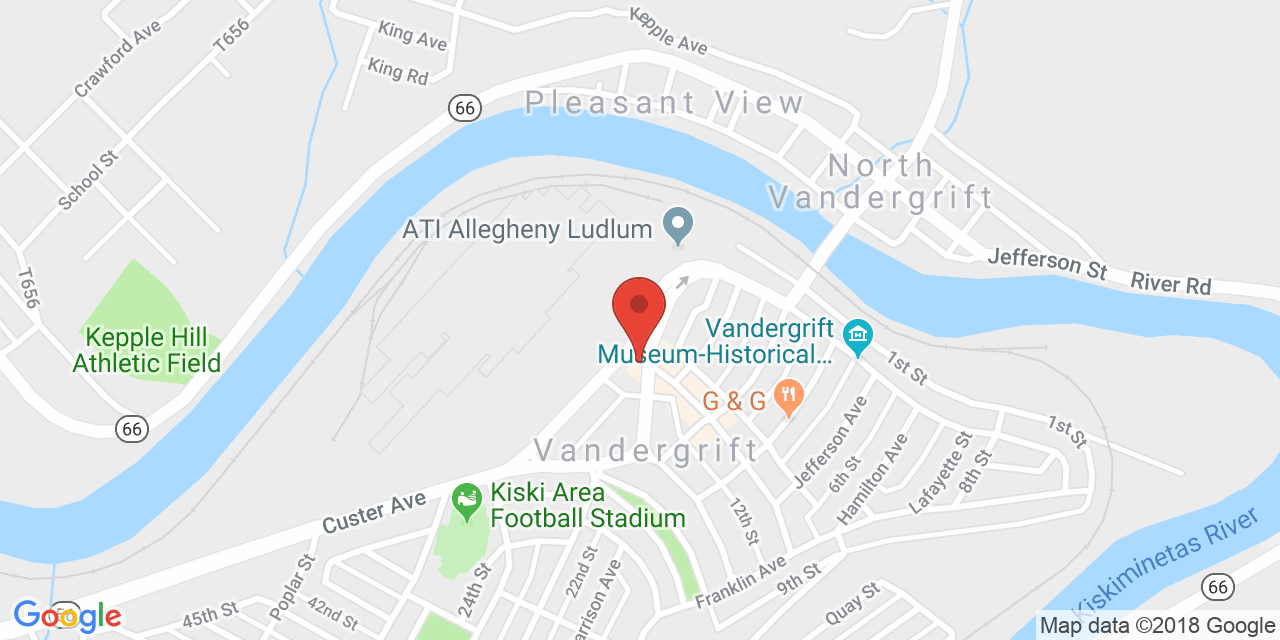 Crawford Ave
T656
King Ave
King Rd
Kepple Ave
66
Pleasant View
North
Vandergrift
School St
ATI Allegheny Ludlum
Jefferson St
River Rd
T656
Kepple Hill
Athletic Field
Vandergrift
Museum-Historical...
1st St
G & G
66
1st St
Jefferson Ave
Vandergrift
6th St
Hamilton Ave
Lafayette St
8th St
Kiski Area
Football Stadium
Custer Ave
12th St
Kiskiminetas River
Poplar St
24th St
22nd St
Franklin Ave
9th St
66
45th St
42nd St
Quay St
Google
Map data ©2018 Google